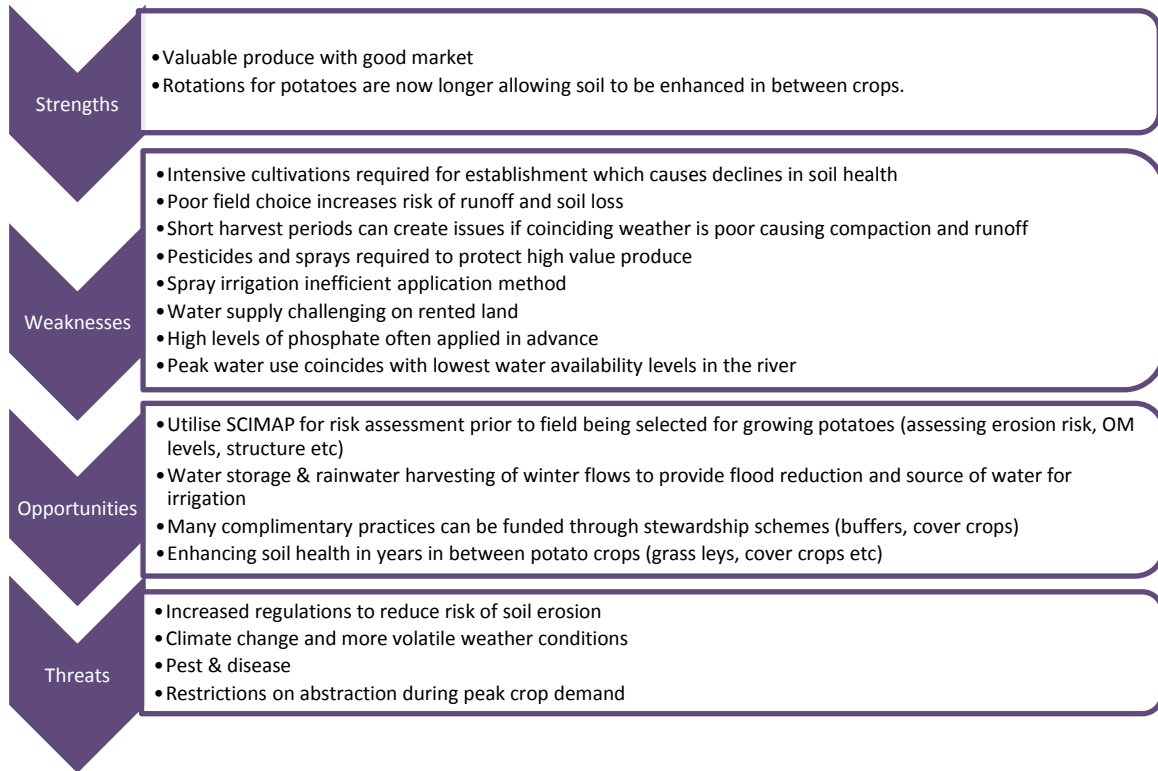 Strengths
•Valuable produce with good market
•Rotations for potatoes are now longer allowing soil to be enhanced in between crops.
Weaknesses
•Intensive cultivations required for establishment which causes declines in soil health
•Poor field choice increases risk of runoff and soil loss
•Short harvest periods can create issues if coinciding weather is poor causing compaction and runoff
•Pesticides and sprays required to protect high value produce
•Spray irrigation inefficient application method
•Water supply challenging on rented land
•High levels of phosphate often applied in advance
•Peak water use coincides with lowest water availability levels in the river
Opportunities
•Utilise SCIMAP for risk assessment prior to field being selected for growing potatoes (assessing erosion risk, OM
levels, structure etc)
•Water storage & rainwater harvesting of winter flows to provide flood reduction and source of water for
irrigation
•Many complimentary practices can be funded through stewardship schemes (buffers, cover crops)
•Enhancing soil health in years in between potato crops (grass leys, cover crops etc)
Threats
•Increased regulations to reduce risk of soil erosion
•Climate change and more volatile weather conditions
•Pest & disease
•Restrictions on abstraction during peak crop demand